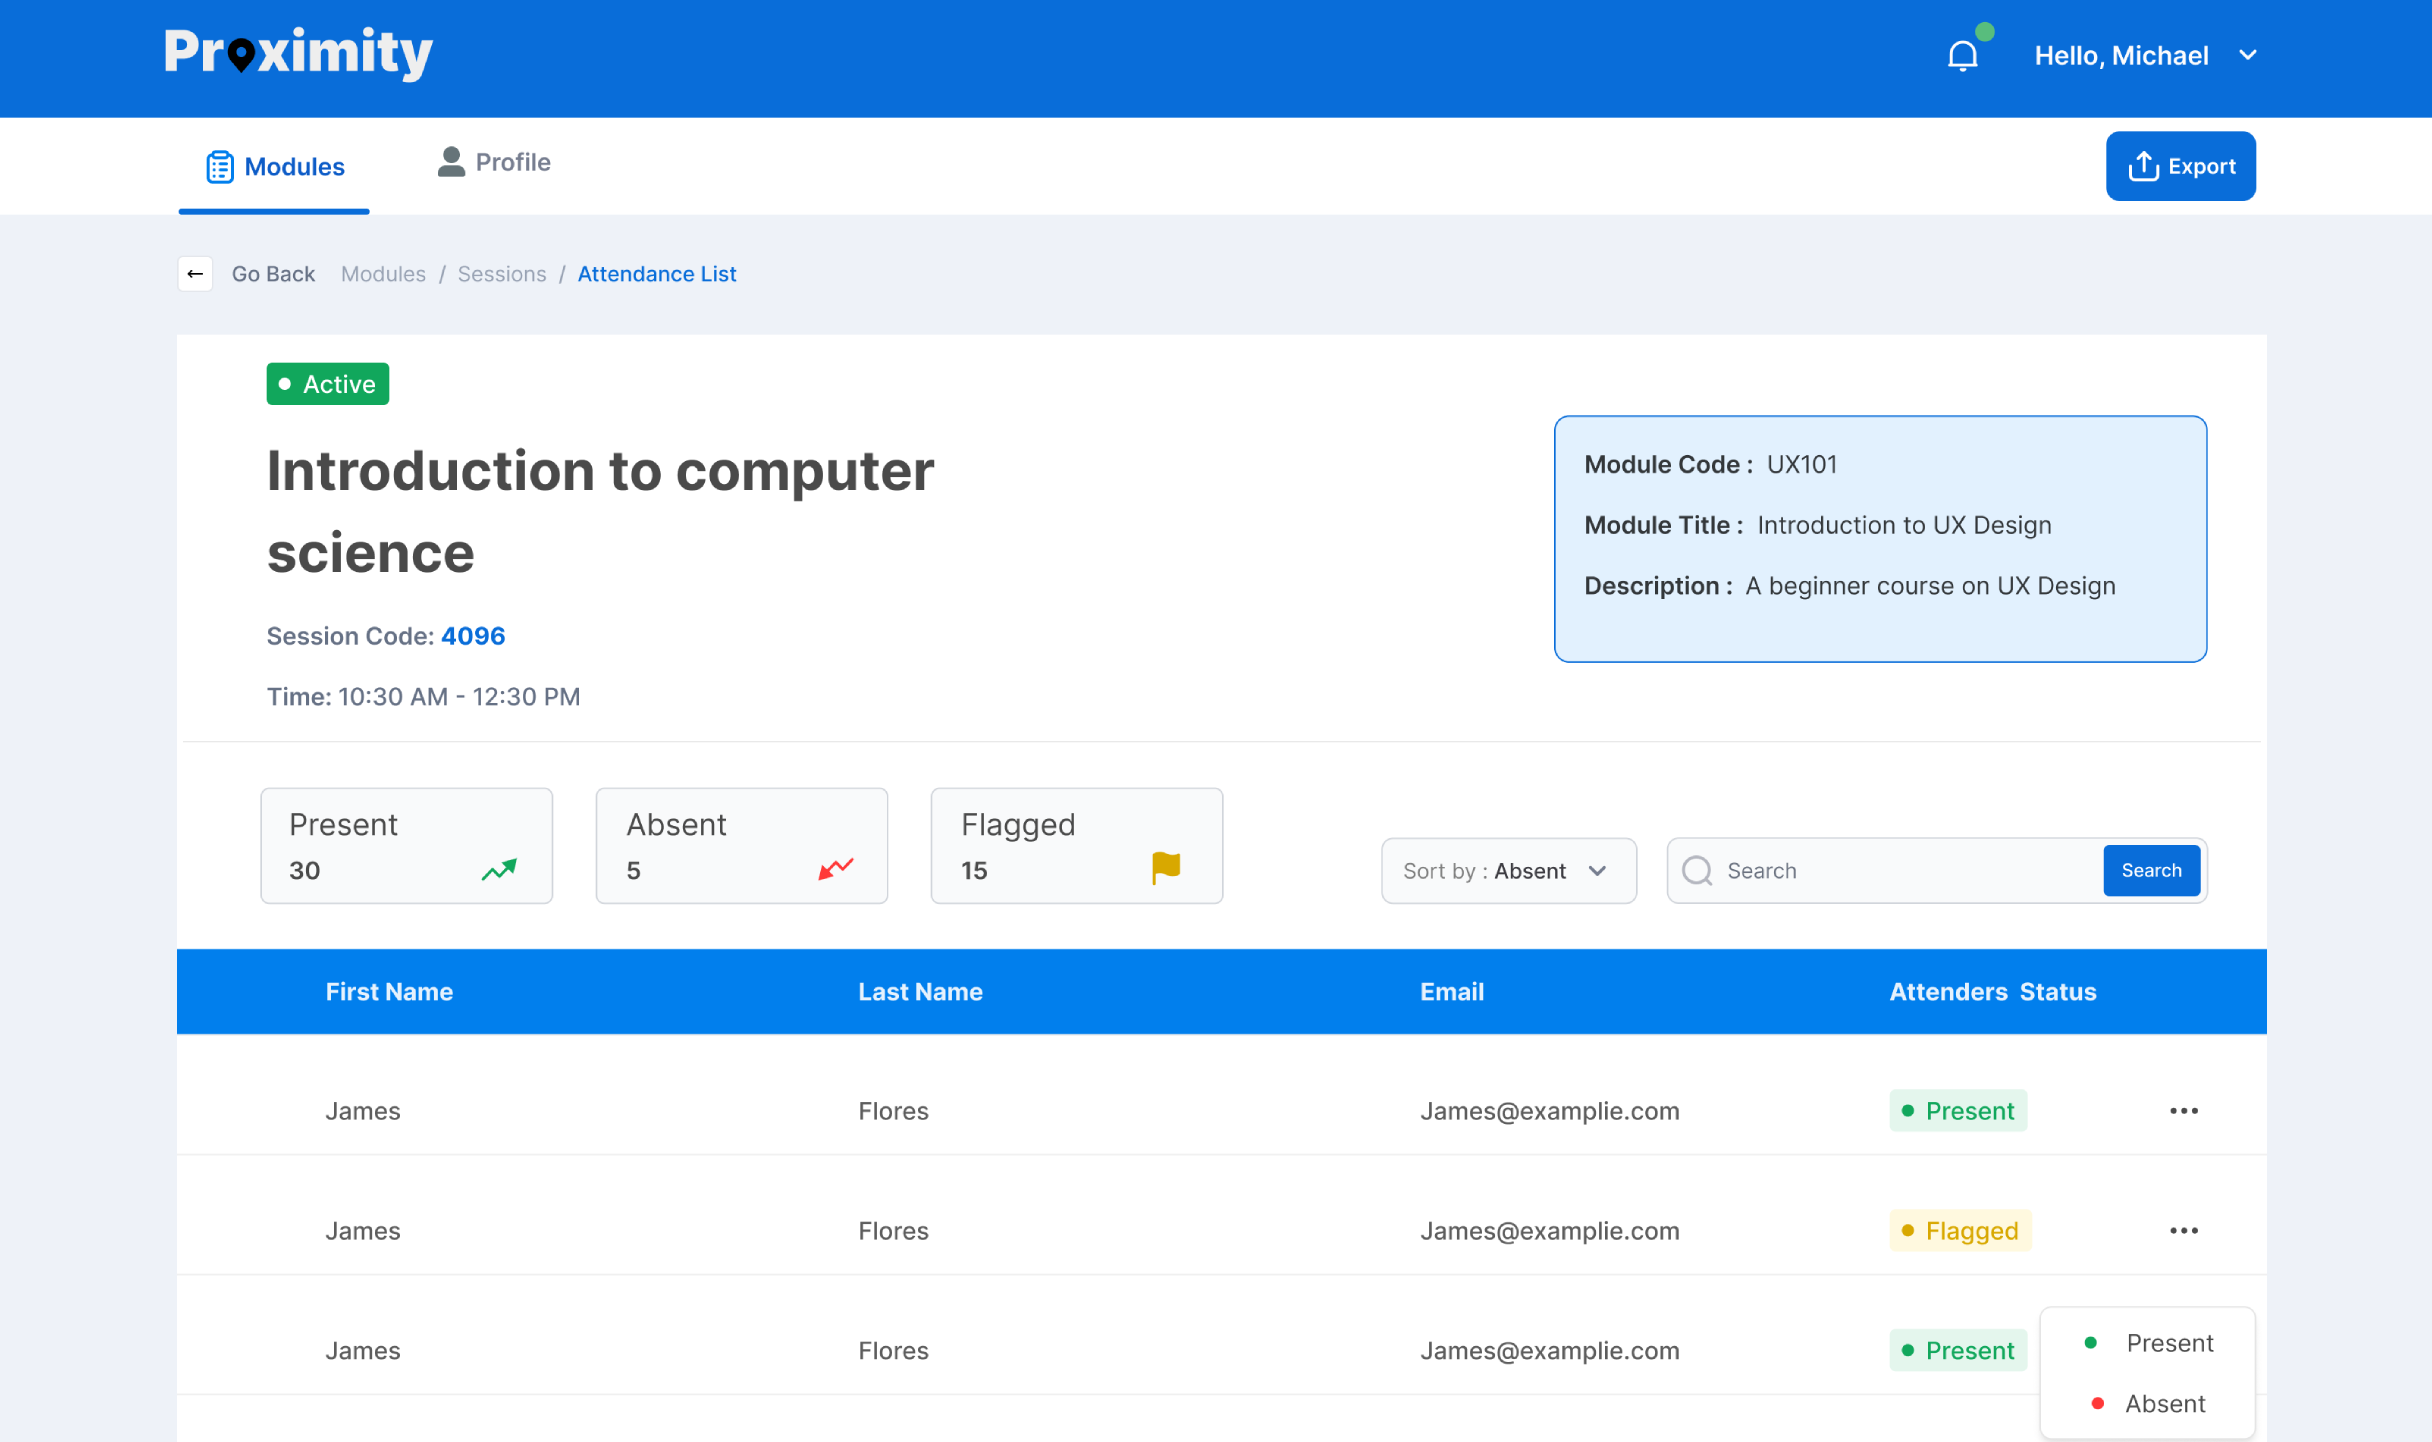 Proximity
Hello, Michael
Modules
Profile
Export
Go Back Modules / Sessions / Attendance List
Active
Introduction to computer
science
Session Code: 4096
Time: 10:30 AM - 12:30 PM
Module Code : UX101
Module Title : Introduction to UX Design
Description : A beginner course on UX Design
Present
30
Absent
5
Flagged
15
Sort by : Absent
Search
Search
First Name Last Name Email Attenders Status
James Flores James@examplie.com Present
James Flores James@examplie.com Flagged
James Flores James@examplie.com Present
Present
Absent